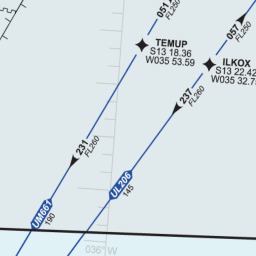 051
FL250
057
FL250
TEMUP
S13 18.36
W035 53.59
ILKOX
S13 22.42
W035 32.7
231
FL260
237
FL260
UM661
190
UL206
145
036° W